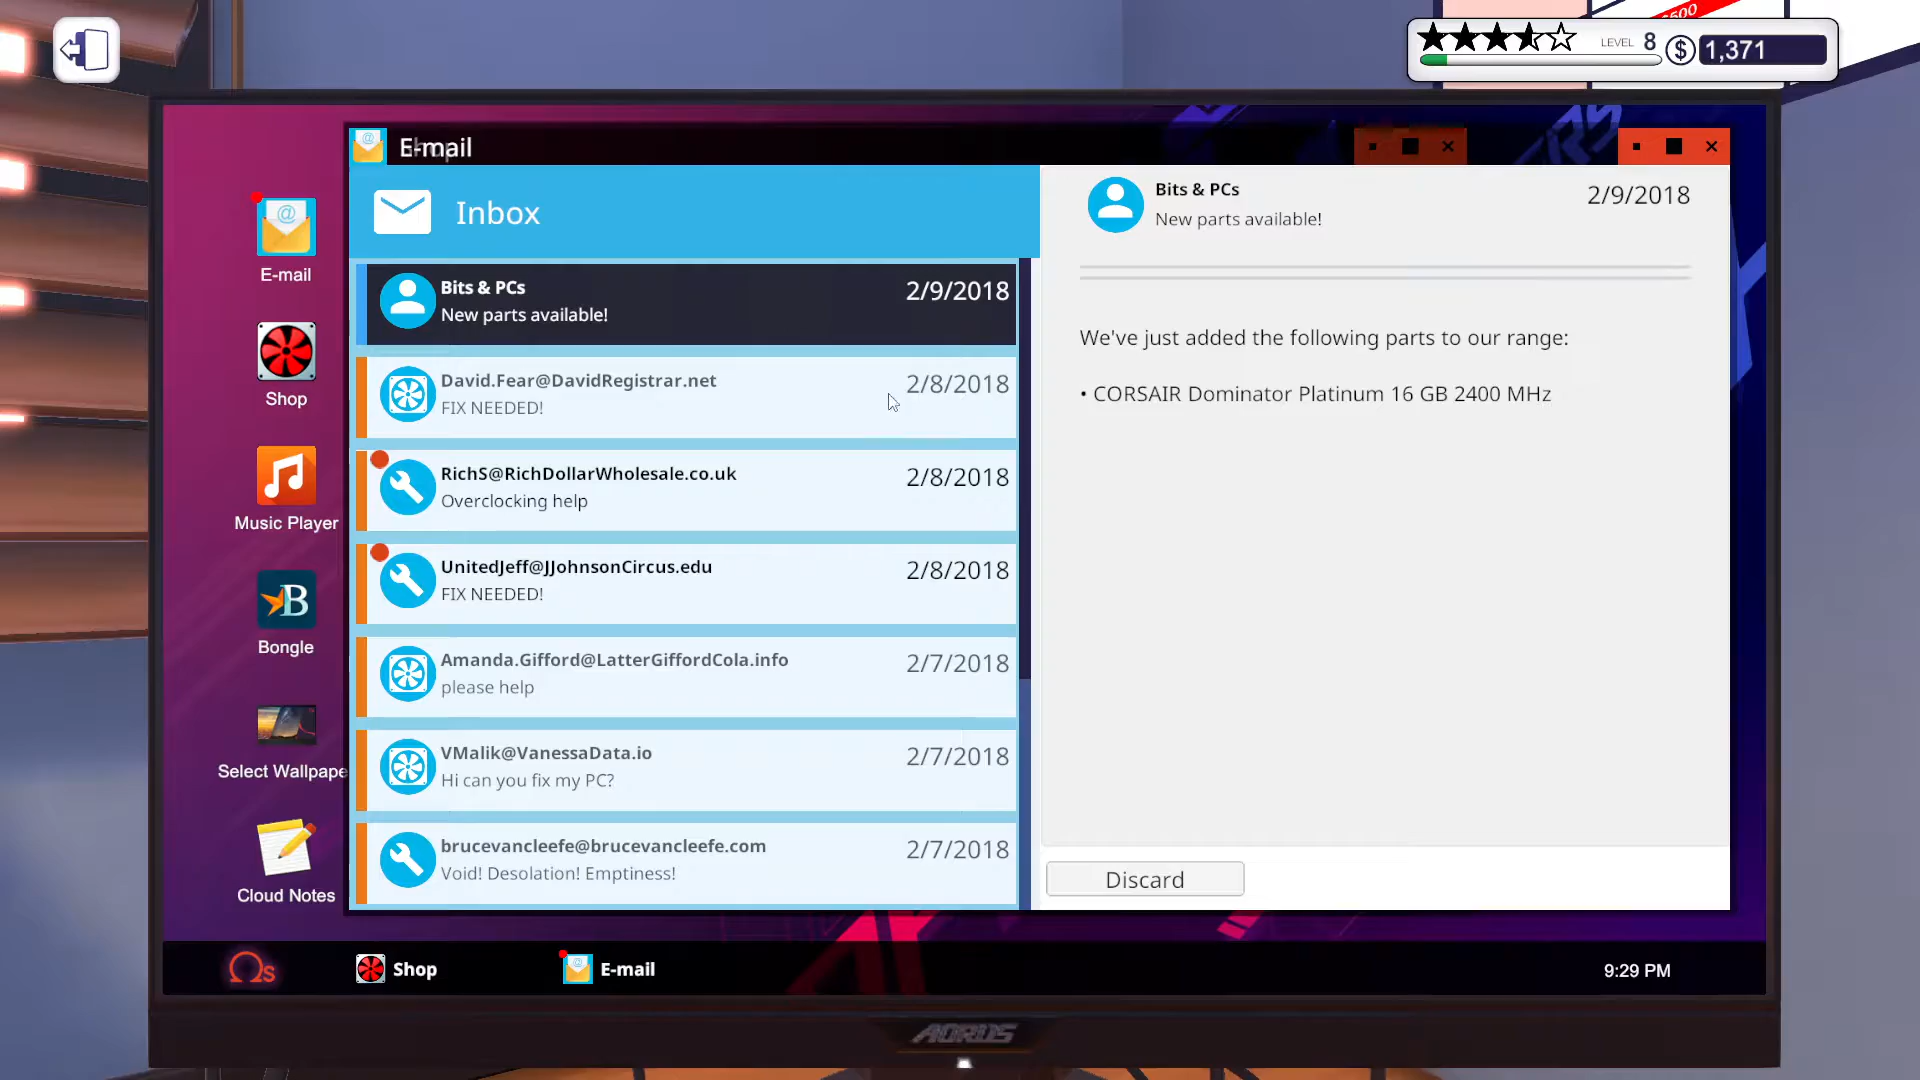 $500
LEVEL 8
$ 1,371
E-mail
E-mail
Shop
Music Player
Bongle
Select Wallpape
Cloud Notes
Inbox
Bits & PCs
2/9/2018
New parts available!
David.Fear@DavidRegistrar.net
2/8/2018
FIX NEEDED!
RichS@RichDollarWholesale.co.uk
2/8/2018
Overclocking help
UnitedJeff@JJohnsonCircus.edu
2/8/2018
FIX NEEDED!
Amanda.Gifford@LatterGiffordCola.info
2/7/2018
please help
VMalik@VanessaData.io
2/7/2018
Hi can you fix my PC?
brucevancleefe@brucevancleefe.com
2/7/2018
Void! Desolation! Emptiness!
Bits & PCs
2/9/2018
New parts available!
We've just added the following parts to our range:
• CORSAIR Dominator Platinum 16 GB 2400 MHz
Discard
Ωs
Shop
E-mail
9:29 PM
AORUS